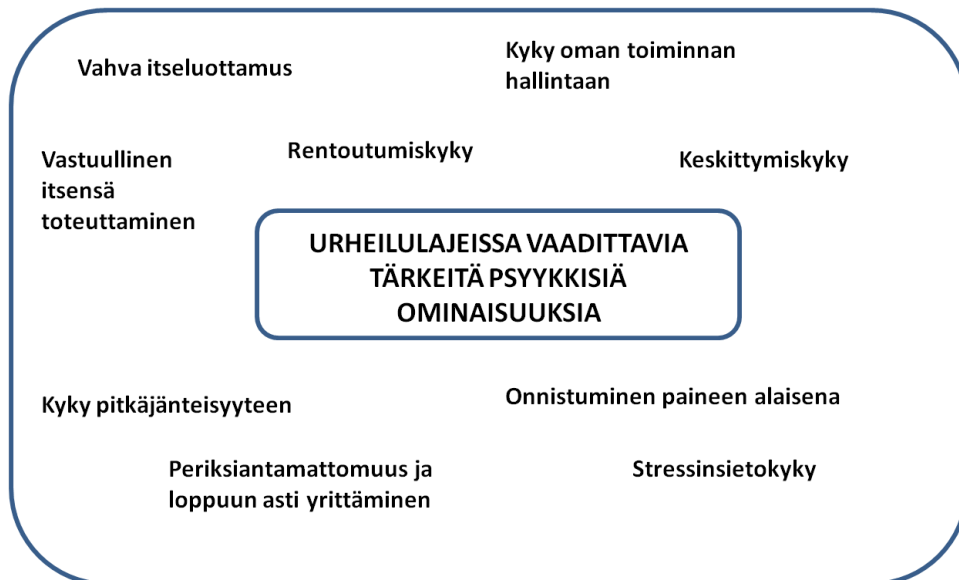 Vahva itseluottamus
Kyky oman toiminnan
hallintaan
Vastuullinen
itsensä
toteuttaminen
Rentoutumiskyky
Keskittymiskyky
URHEILULAJEISSA VAADITTAVIA
TÄRKEITÄ PSYYKKISIÄ
OMINAISUUKSIA
Kyky pitkäjänteisyyteen
Onnistuminen paineen alaisena
Periksiantamattomuus ja
loppuun asti yrittäminen
Stressinsietokyky